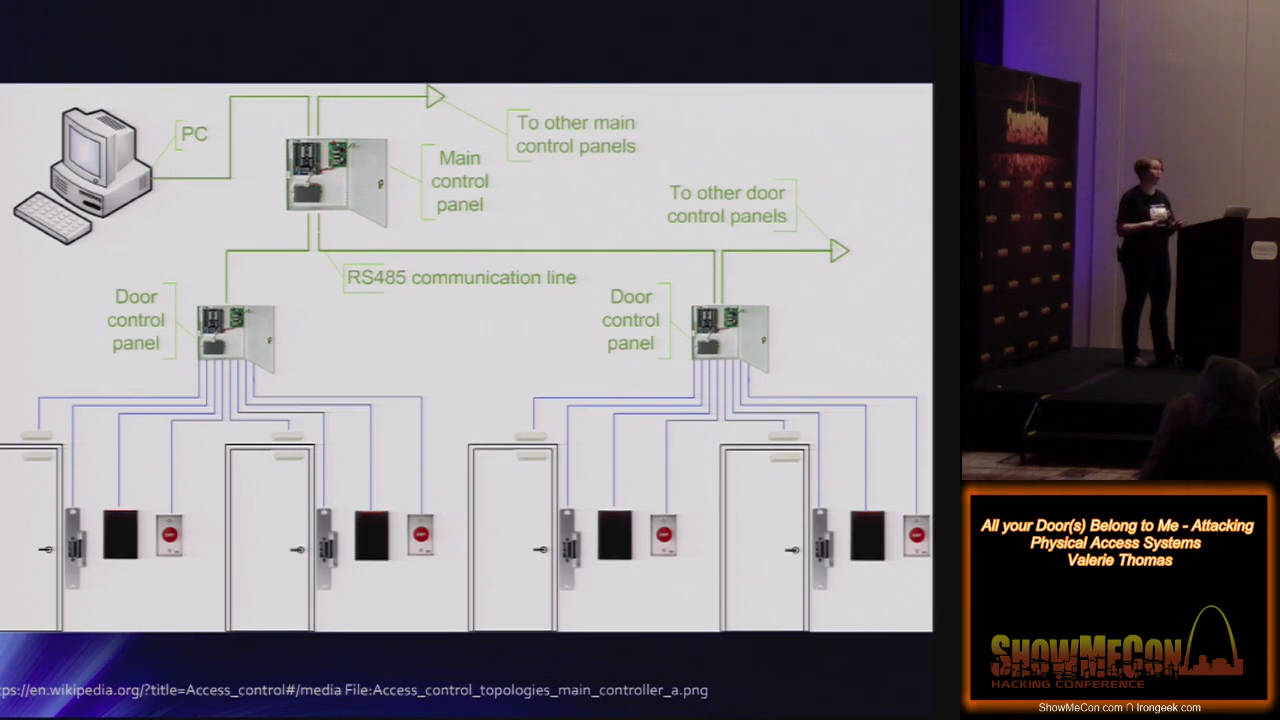 PC
To other main
control panels
Main
control
panel
To other door
control panels
RS485 communication line
Door
control
panel
Door
control
panel
ps://en.wikipedia.org/?title=Access_control#/media File:Access_control_topologies_main_controller_a.png
All your Door(s) Belong to Me - Attacking
Physical Access Systems
Valerie Thomas
SHOWMECON
HACKING CONFERENCE
ShowMeCon.com ∩ Irongeek.com